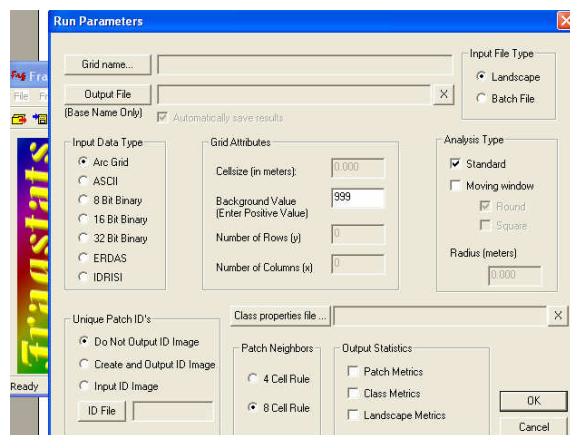 Run Parameters
Grid name...
Input File Type
Landscape
Batch File
Output File
X
(Base Name Only)
Automatically save results
Fra
File
Input Data Type
Arc Grid
ASCII
8 Bit Binary
16 Bit Binary
32 Bit Binary
ERDAS
IDRISI
Grid Attributes
Cellsize (in meters):
0.000
Background Value
(Enter Positive Value)
999
Number of Rows (y)
0
Number of Columns (x)
0
Analysis Type
Standard
Moving window
Round
Square
Radius (meters)
0.000
Fragstats
Ready
Class properties file ...
X
Unique Patch ID's
Do Not Output ID Image
Create and Output ID Image
Input ID Image
ID File
Patch Neighbors
4 Cell Rule
8 Cell Rule
Output Statistics
Patch Metrics
Class Metrics
Landscape Metrics
OK
Cancel